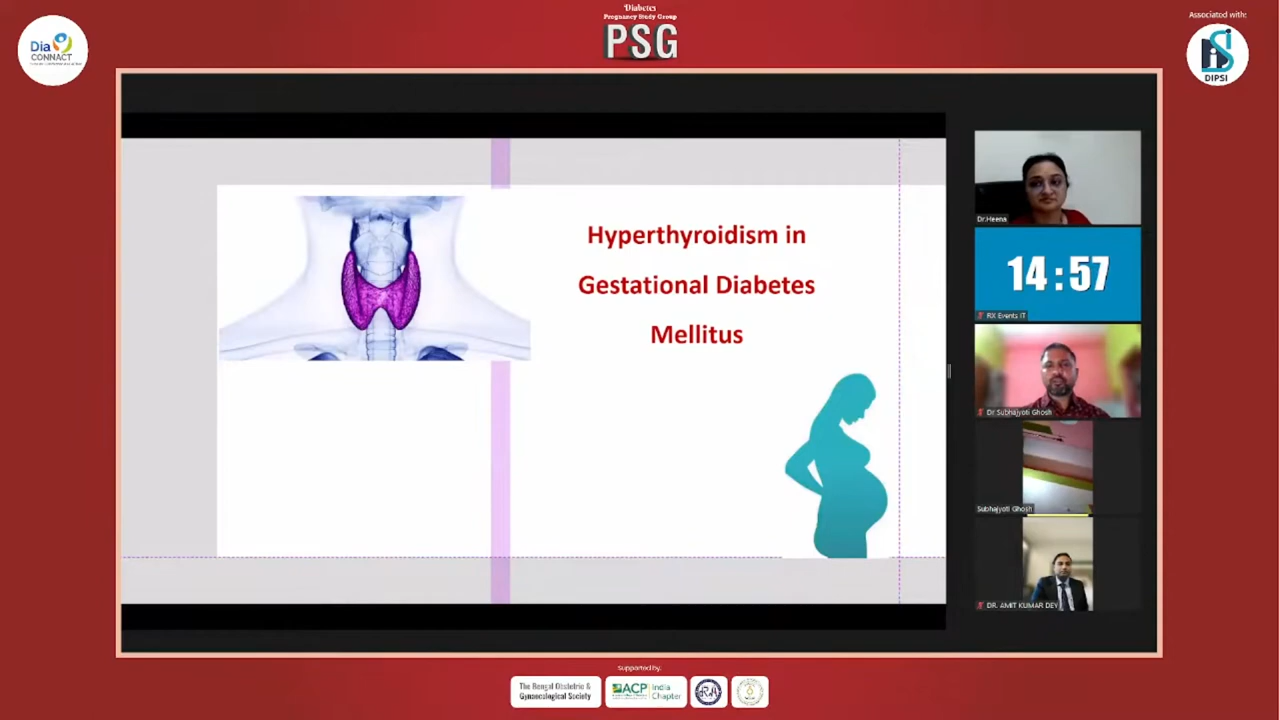 Diabetes
Pregnancy Study Group
PSG
Associated with:
Dia
CONNACT
DIPSI
Hyperthyroidism in
Gestational Diabetes
Mellitus
Dr.Heena
14:57
RX Events IT
Dr Subhajyoti Ghosh
Subhajyoti Ghosh
DR. AMIT KUMAR DEY
Supported by:
The Bengal Obstetric &
Gynaecological Society
ACP India
Chapter